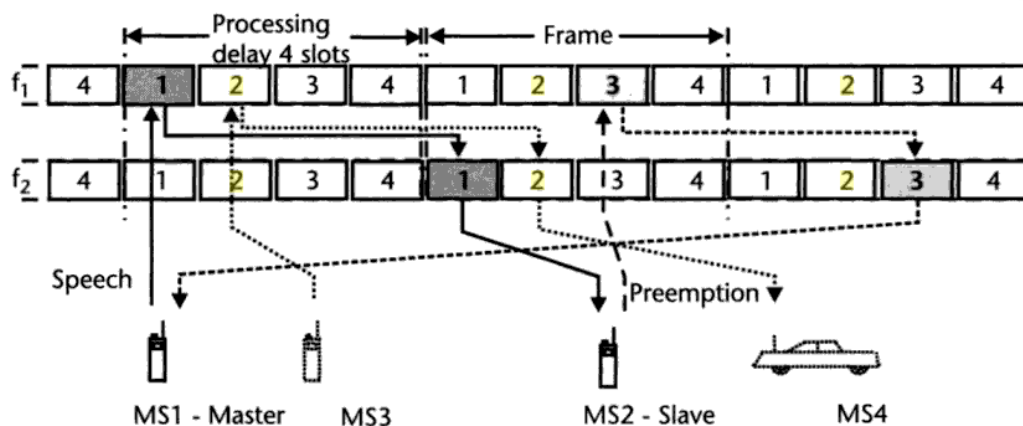 Processing
delay 4 slots
Frame
f1 4 1 2 3 4 1 2 3 4 1 2 3 4
f2 4 1 2 3 4 1 2 3 4 1 2 3 4
Speech
Preemption
MS1 - Master MS3 MS2 - Slave MS4